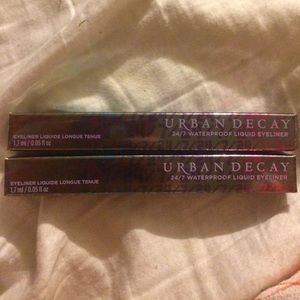 URBAN DECAY
EYELINER LIQUIDE LONGUE TENUE
24/7 WATERPROOF LIQUID EYELINER
1.7 ml / 0.05 fl oz
URBAN DECAY
EYELINER LIQUIDE LONGUE TENUE
24/7 WATERPROOF LIQUID EYELINER
1.7 ml / 0.05 fl oz